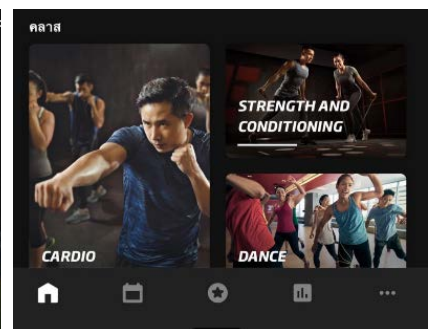 คลาส
STRENGTH AND
CONDITIONING
CARDIO
DANCE